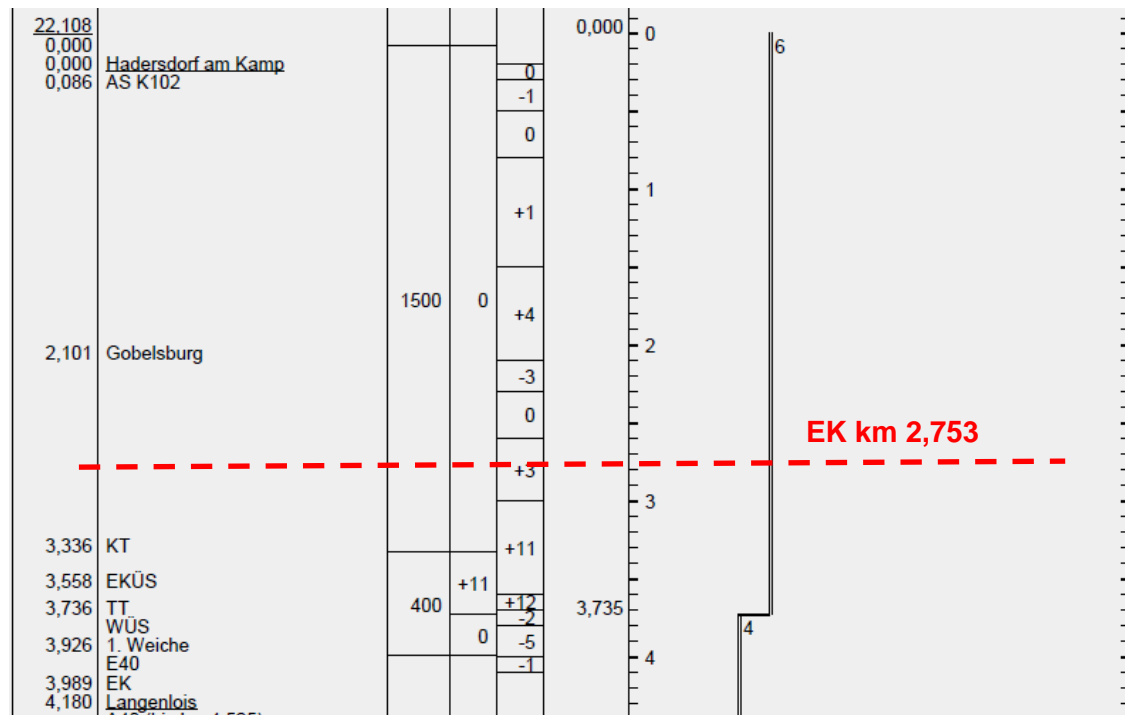 22,108
0,000
0,000 Hadersdorf am Kamp
0,086 AS K102
0,000
0
6
0
-1
0
1
+1
1500 0
+4
2,101 Gobelsburg
2
-3
0
EK km 2,753
+3
3
3,336 KT
+11
3,558 EKÜS
+11
400
+12
3,736 TT
3,735
-2
4
WÜS
0
3,926 1. Weiche
-5
4
E40
-1
3,989 EK
4,180 Langenlois